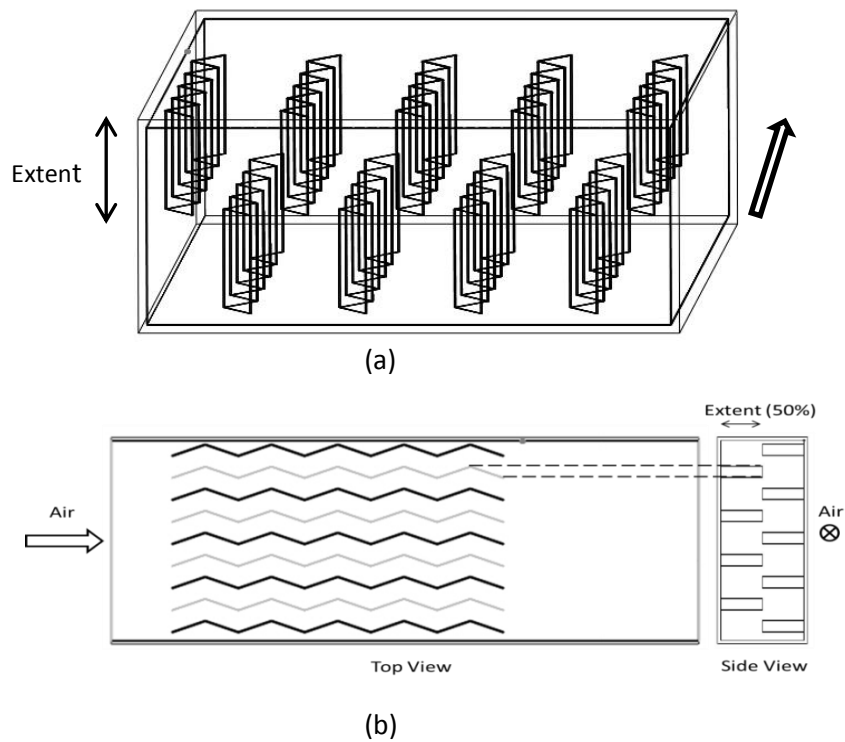 Extent
(a)
Extent (50%)
Air
Air
Top View
Side View
(b)